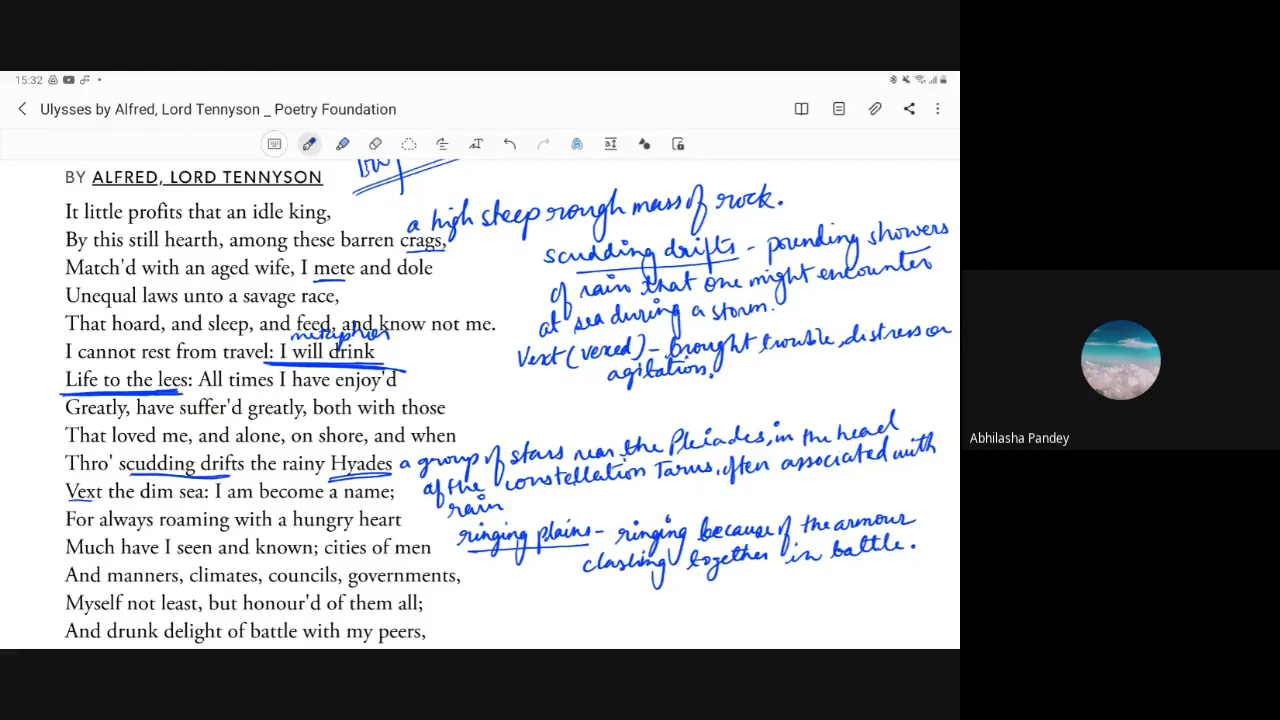 15:32
Ulysses by Alfred, Lord Tennyson _ Poetry Foundation
BY ALFRED, LORD TENNYSON
It little profits that an idle king,
a high steep rough mass of rock.
By this still hearth, among these barren crags,
Match'd with an aged wife, I mete and dole
Unequal laws unto a savage race,
That hoard, and sleep, and feed, and know not me.
metaphor
I cannot rest from travel: I will drink
Life to the lees: All times I have enjoy'd
Greatly, have suffer'd greatly, both with those
That loved me, and alone, on shore, and when
Thro' scudding drifts the rainy Hyades
Vext the dim sea: I am become a name;
For always roaming with a hungry heart
Much have I seen and known; cities of men
And manners, climates, councils, governments,
Myself not least, but honour'd of them all;
And drunk delight of battle with my peers,
scudding drifts - pounding showers
of rain that one might encounter
at sea during a storm.
Vext (vexed) - brought trouble, distress or
agitation.
a group of stars near the Pleiades, in the head
of the constellation Tarus, often associated with
rain
ringing plains - ringing because of the armour
clashing together in battle.
Abhilasha Pandey